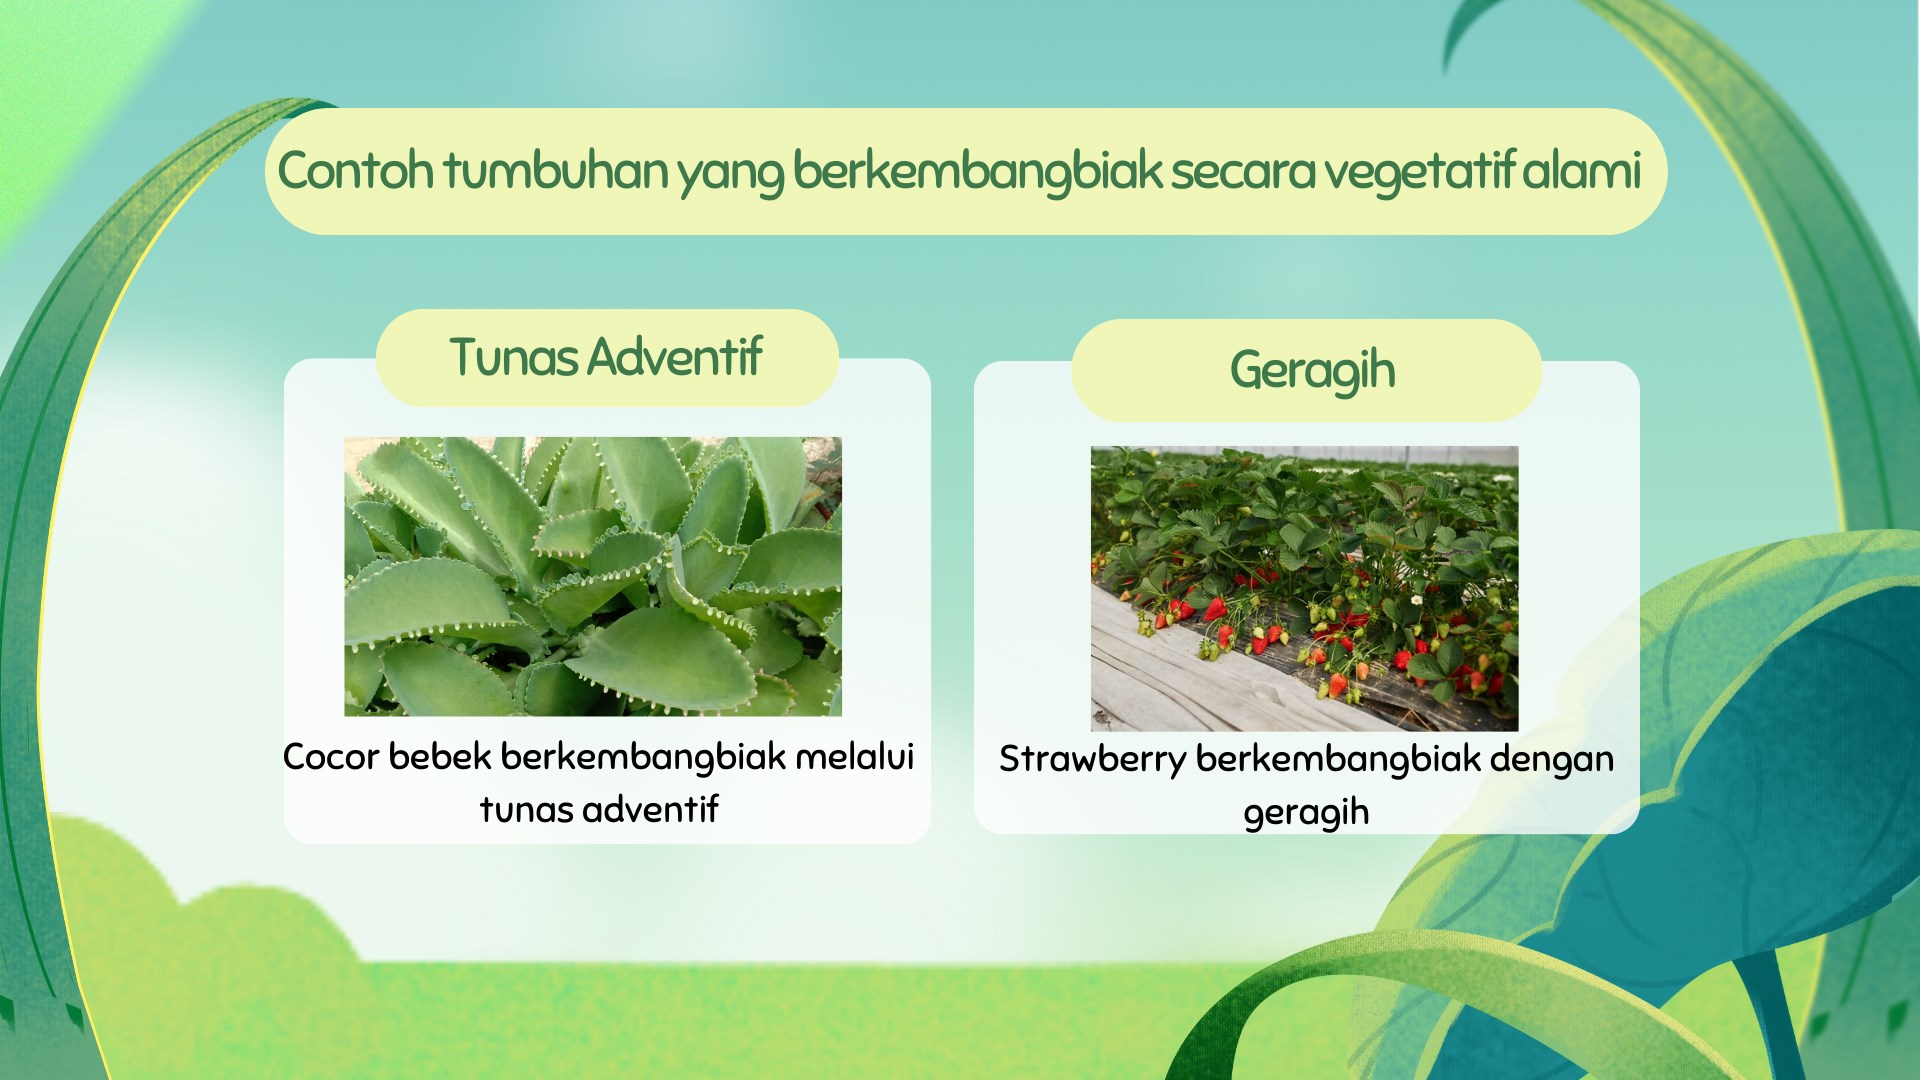 Contoh tumbuhan yang berkembangbiak secara vegetatif alami
Tunas Adventif
Cocor bebek berkembangbiak melalui
tunas adventif
Geragih
Strawberry berkembangbiak dengan
geragih